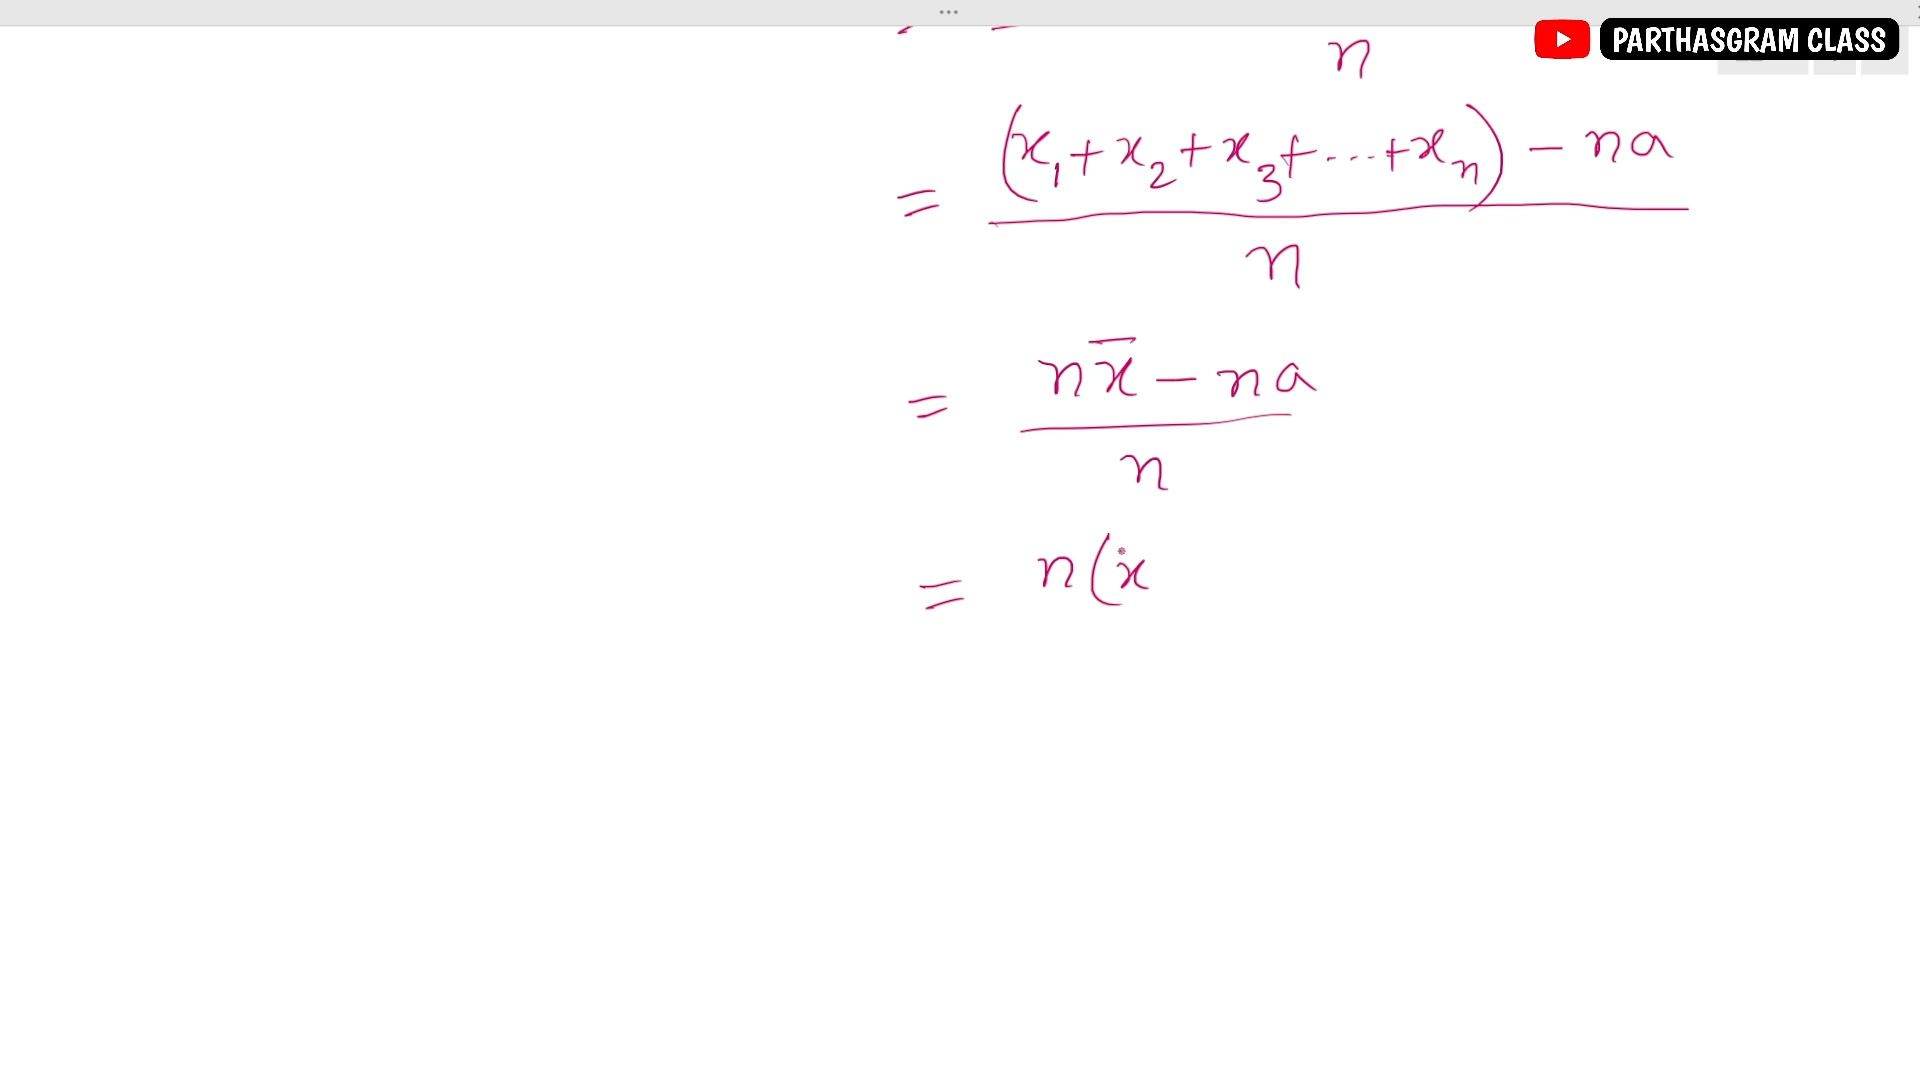 PARTHASGRAM CLASS
n
= (x₁ + x₂ + x₃ + ... + xₙ) - na
n
= nx̄ - na
n
= n(x